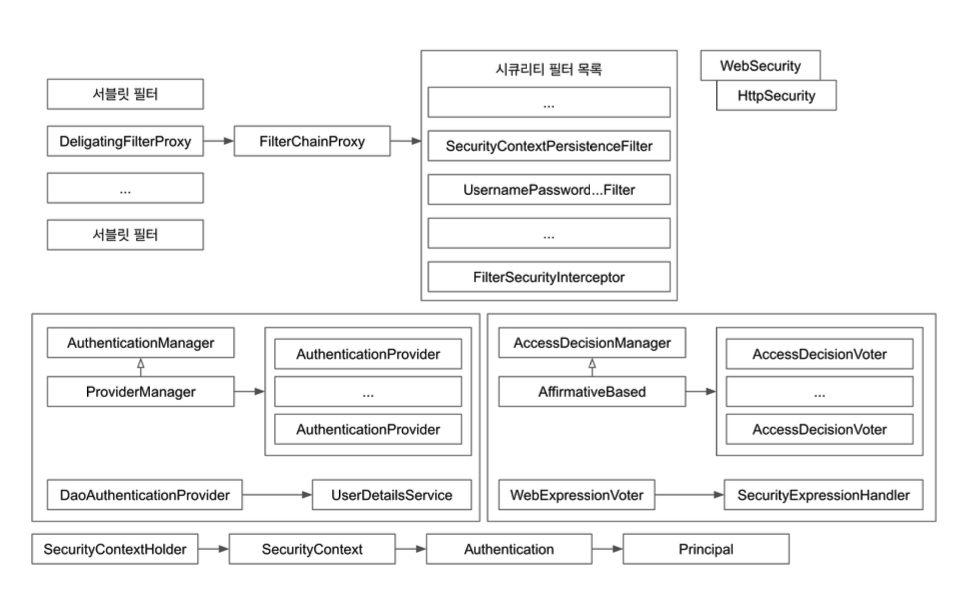 서블릿 필터
DeligatingFilterProxy
...
서블릿 필터
FilterChainProxy
시큐리티 필터 목록
...
SecurityContextPersistenceFilter
UsernamePassword...Filter
...
FilterSecurityInterceptor
WebSecurity
HttpSecurity
AuthenticationManager
ProviderManager
AuthenticationProvider
...
AuthenticationProvider
DaoAuthenticationProvider
UserDetailsService
AccessDecisionManager
AffirmativeBased
AccessDecisionVoter
...
AccessDecisionVoter
WebExpressionVoter
SecurityExpressionHandler
SecurityContextHolder
SecurityContext
Authentication
Principal